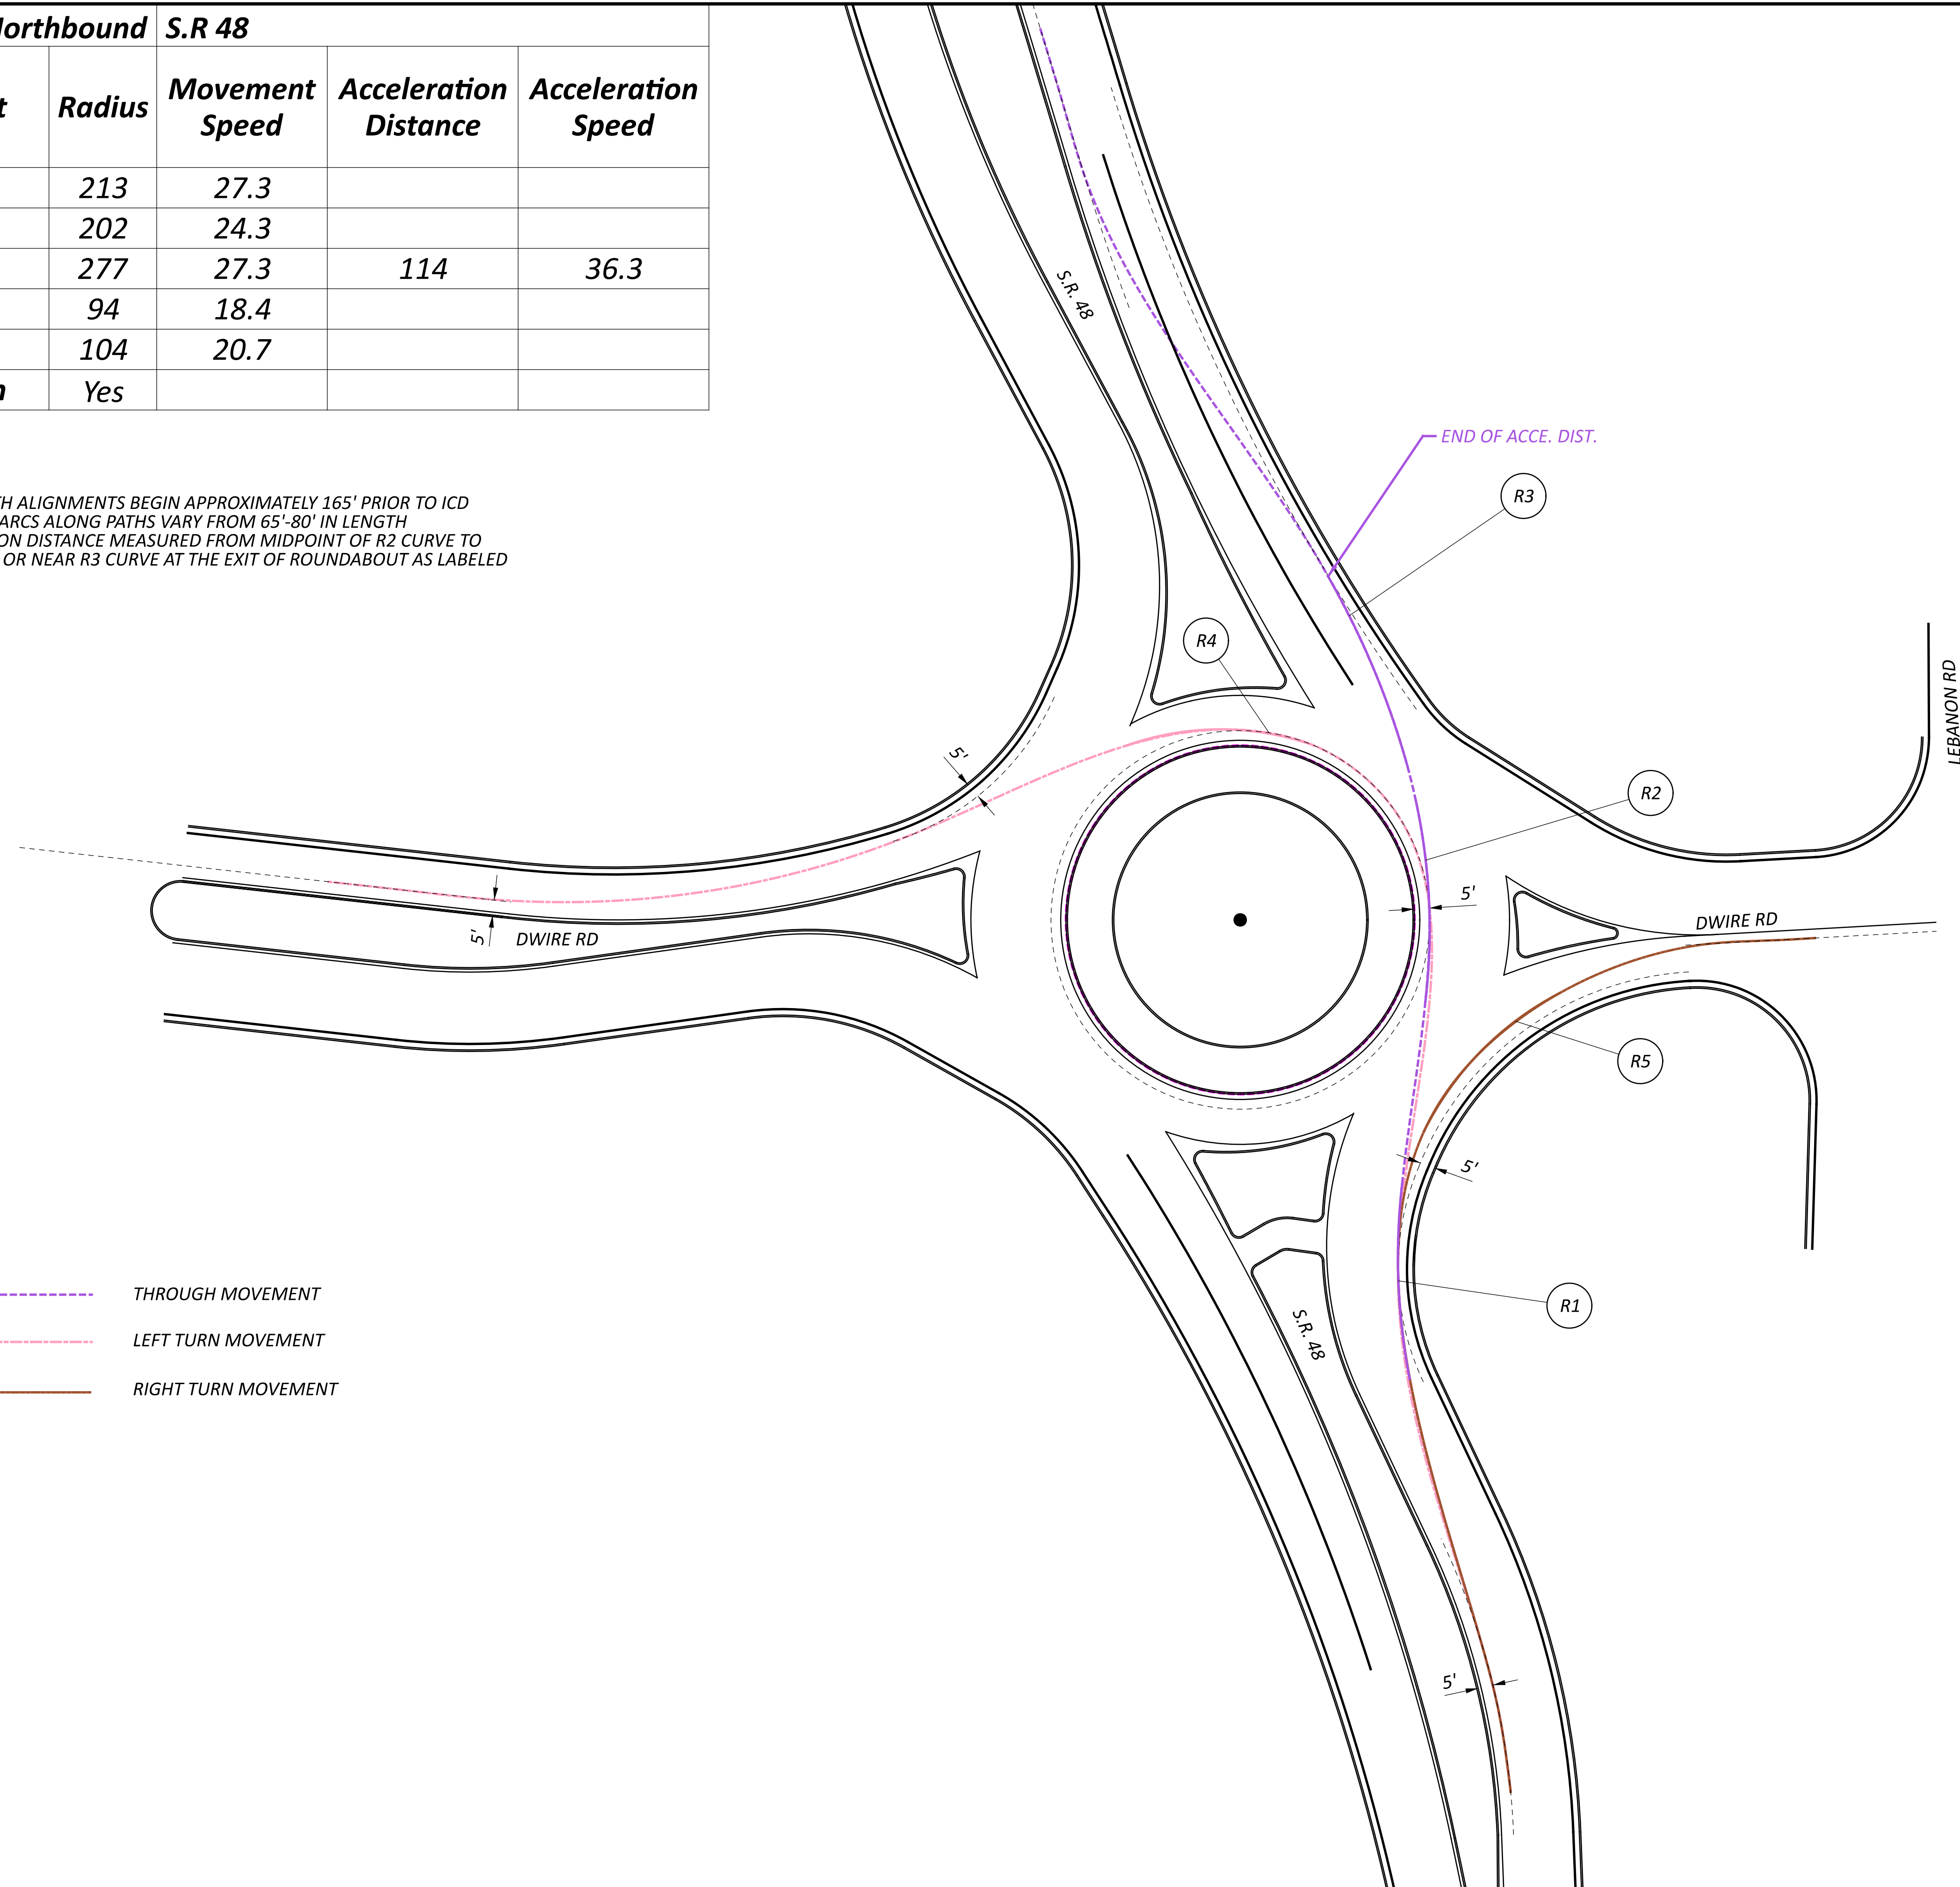 Northbound S.R 48
Radius Movement Speed Acceleration Distance Acceleration Speed
213 27.3
202 24.3
277 27.3 114 36.3
94 18.4
104 20.7
Yes
ALIGNMENTS BEGIN APPROXIMATELY 165' PRIOR TO ICD
ARCS ALONG PATHS VARY FROM 65'-80' IN LENGTH
DISTANCE MEASURED FROM MIDPOINT OF R2 CURVE TO
OR NEAR R3 CURVE AT THE EXIT OF ROUNDABOUT AS LABELED
S.R. 48
END OF ACCE. DIST.
R3
R4
LEBANON RD
5'
R2
5'
5'
DWIRE RD
DWIRE RD
R5
5'
R1
S.R. 48
THROUGH MOVEMENT
LEFT TURN MOVEMENT
RIGHT TURN MOVEMENT
5'